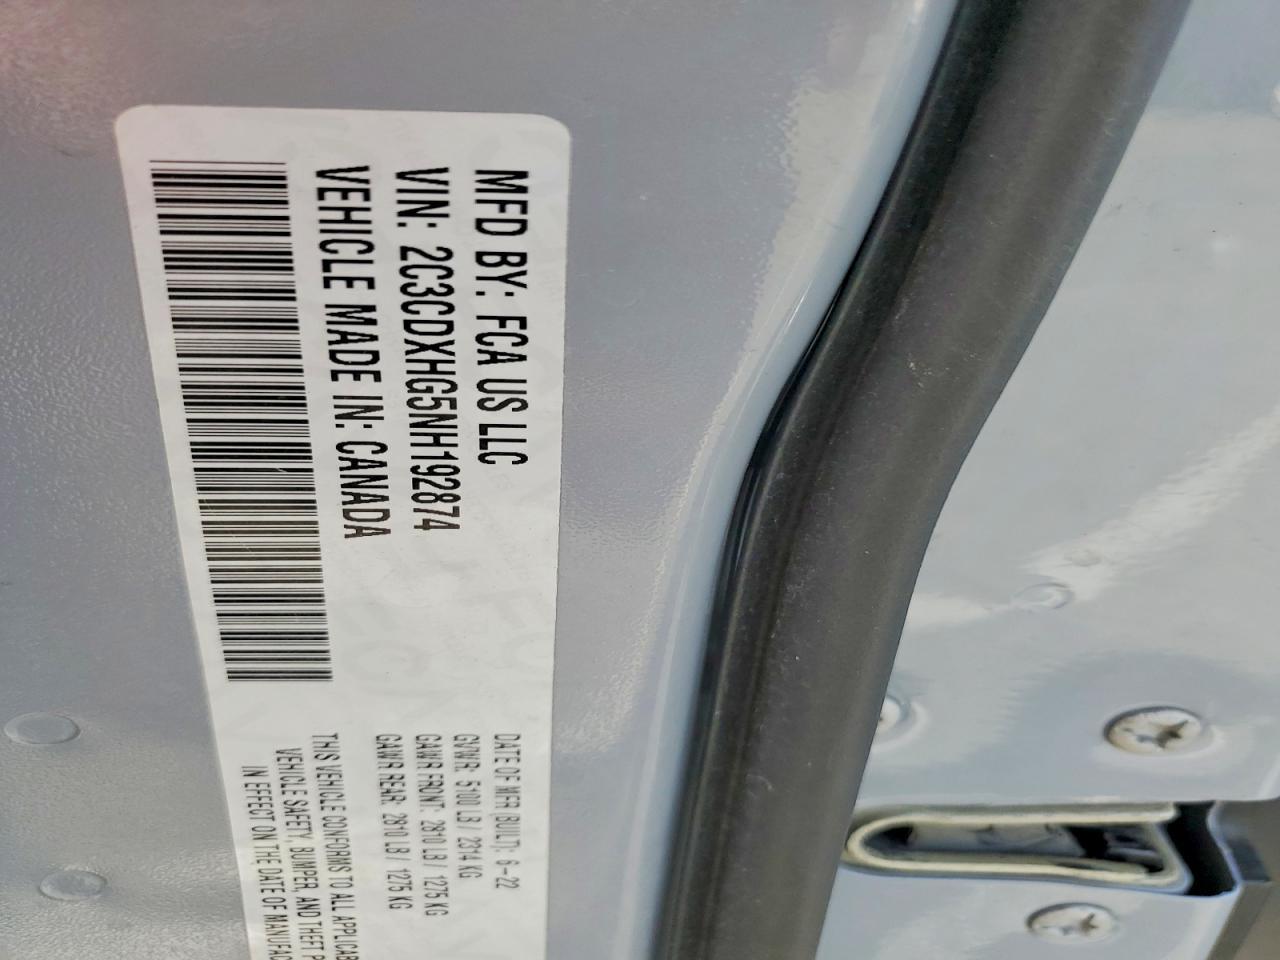 MFD BY: FCA US LLC
VIN: 2C3CDXHG5NH192874
VEHICLE MADE IN: CANADA
DATE OF MFR BUILT): 6-22
GVWR: 5100 LB / 2314 KG
GAWR FRONT: 2810 LB 1275 KG
GAWR REAR: 2810 LB / 1275 KG
THIS VEHICLE CONFORMS TO ALL APPLICAB
VEHICLE SAFETY, BUMPER, AND THEFT P
IN EFFECT ON THE DATE OF MANUFAC